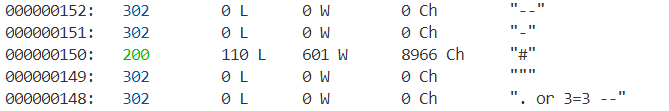 000000152: 302 0 L 0 W 0 Ch "--"
000000151: 302 0 L 0 W 0 Ch "-"
000000150: 200 110 L 601 W 8966 Ch "#"
000000149: 302 0 L 0 W 0 Ch """
000000148: 302 0 L 0 W 0 Ch ". or 3=3 --"